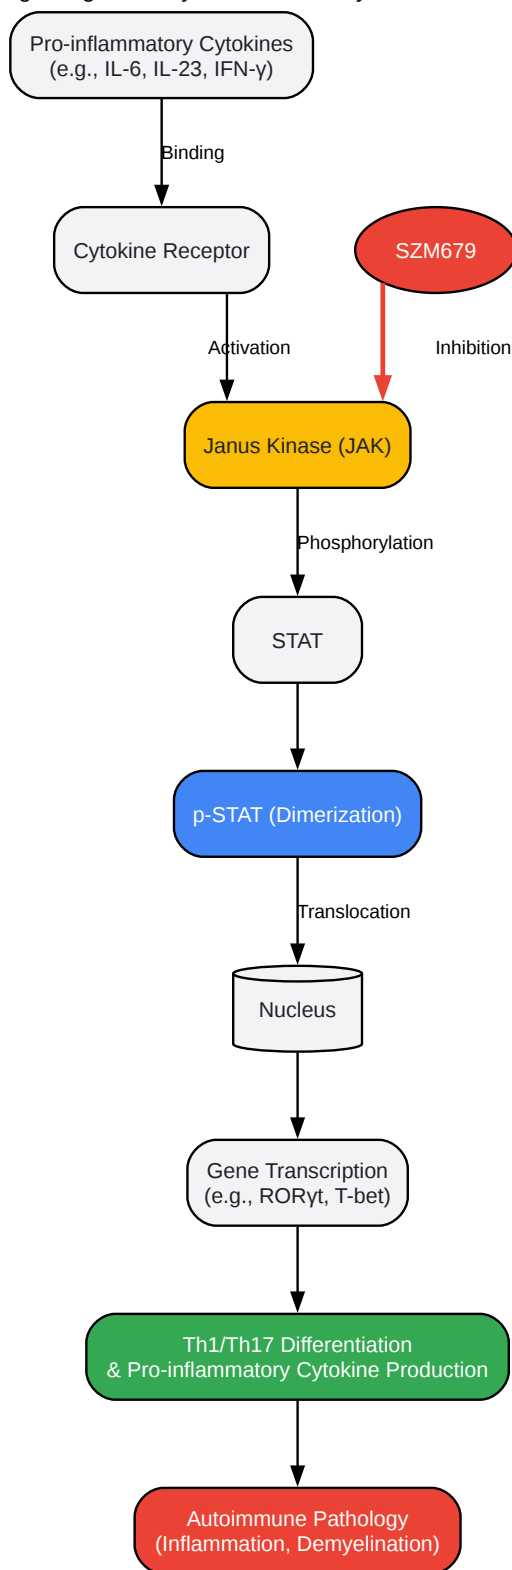 Pro-inflammatory Cytokines
(e.g., IL-6, IL-23, IFN-γ)
Binding
Cytokine Receptor
SZM679
Activation
Inhibition
Janus Kinase (JAK)
Phosphorylation
STAT
p-STAT (Dimerization)
Translocation
Nucleus
Gene Transcription
(e.g., RORγt, T-bet)
Th1/Th17 Differentiation
& Pro-inflammatory Cytokine Production
Autoimmune Pathology
(Inflammation, Demyelination)